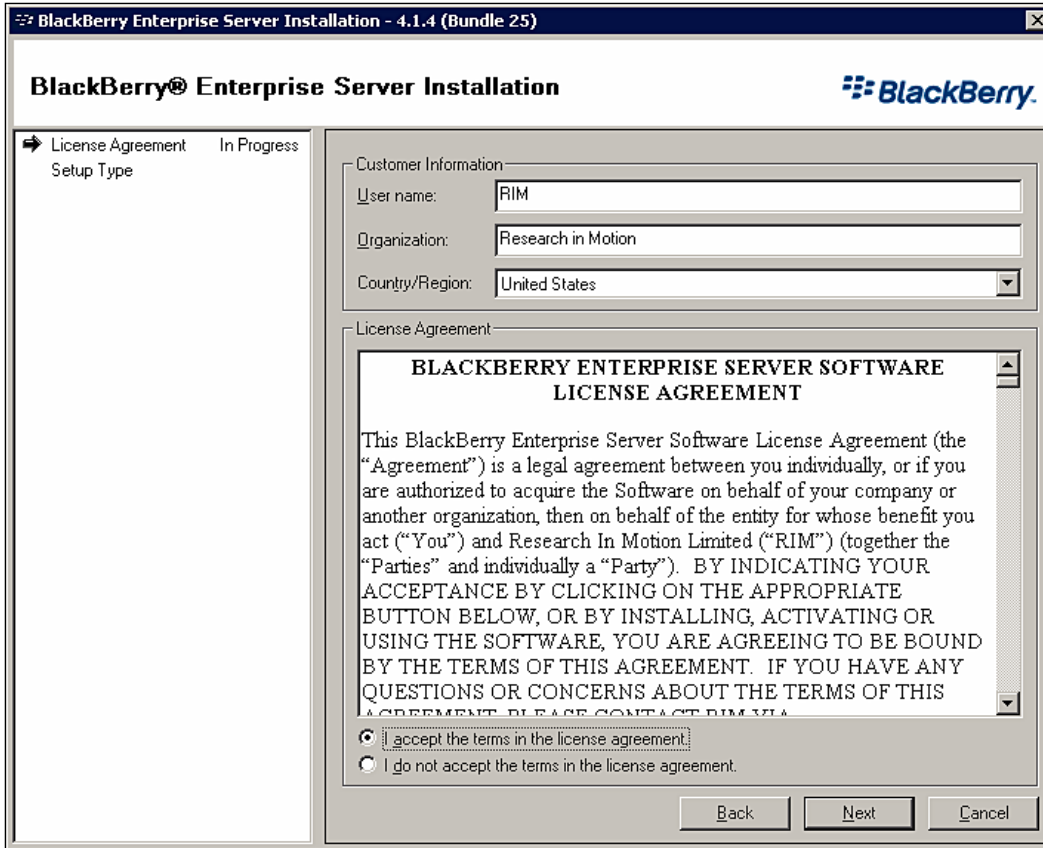 BlackBerry Enterprise Server Installation - 4.1.4 (Bundle 25)
BlackBerry® Enterprise Server Installation
BlackBerry.
License Agreement In Progress
Setup Type
Customer Information
User name: RIM
Organization: Research in Motion
Country/Region: United States
License Agreement
BLACKBERRY ENTERPRISE SERVER SOFTWARE
LICENSE AGREEMENT
This BlackBerry Enterprise Server Software License Agreement (the
“Agreement”) is a legal agreement between you individually, or if you
are authorized to acquire the Software on behalf of your company or
another organization, then on behalf of the entity for whose benefit you
act (“You”) and Research In Motion Limited (“RIM”) (together the
“Parties” and individually a “Party”). BY INDICATING YOUR
ACCEPTANCE BY CLICKING ON THE APPROPRIATE
BUTTON BELOW, OR BY INSTALLING, ACTIVATING OR
USING THE SOFTWARE, YOU ARE AGREEING TO BE BOUND
BY THE TERMS OF THIS AGREEMENT. IF YOU HAVE ANY
QUESTIONS OR CONCERNS ABOUT THE TERMS OF THIS
AGREEMENT, PLEASE CONTACT RIM VIA
I accept the terms in the license agreement.
I do not accept the terms in the license agreement.
Back Next Cancel